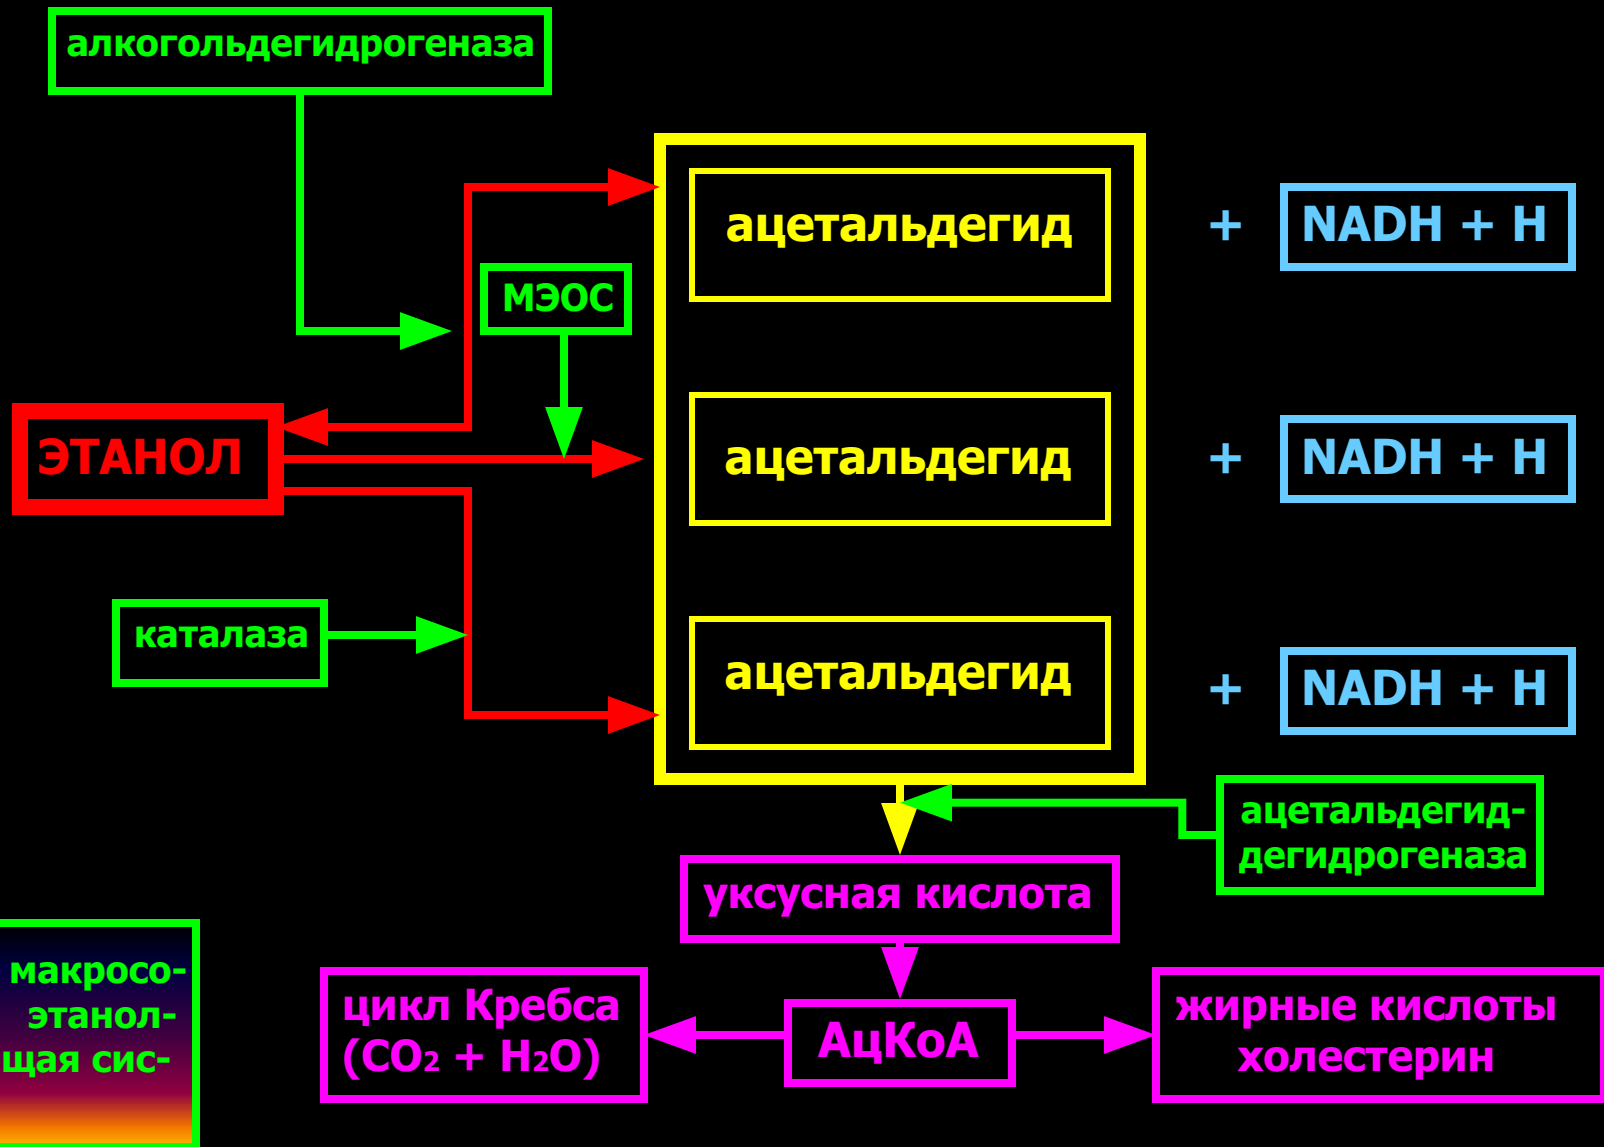 алкогольдегидрогеназа
ацетальдегид
+
NADH + H
МЭОС
ЭТАНОЛ
ацетальдегид
+
NADH + H
каталаза
ацетальдегид
+
NADH + H
ацетальдегид-
дегидрогеназа
уксусная кислота
макросо-
этанол-
щая сис-
цикл Кребса
(CO₂ + H₂O)
АцКоА
жирные кислоты
холестерин